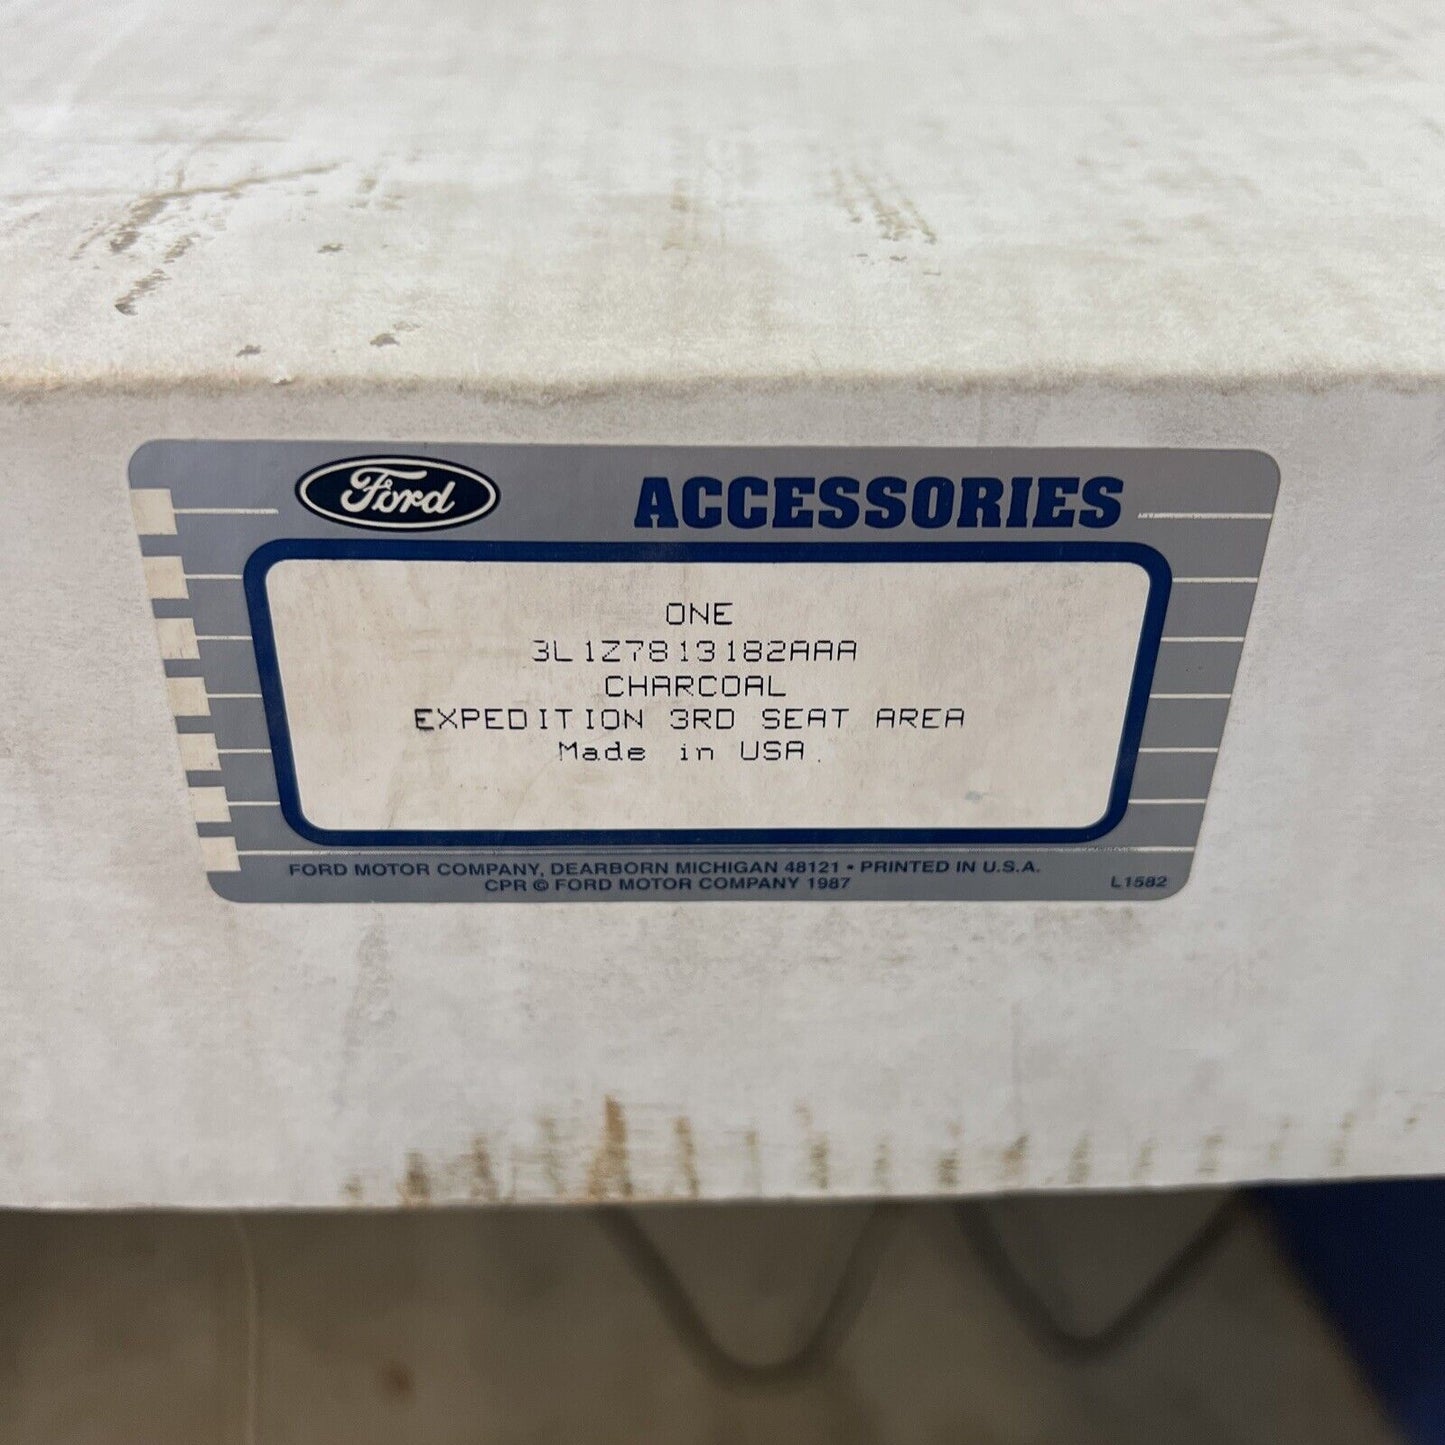 Ford ACCESSORIES
ONE
3L1Z7813182AAA
CHARCOAL
EXPEDITION 3RD SEAT AREA
Made in USA.
FORD MOTOR COMPANY, DEARBORN MICHIGAN 48121 • PRINTED IN U.S.A.
CPR © FORD MOTOR COMPANY 1987 L1582